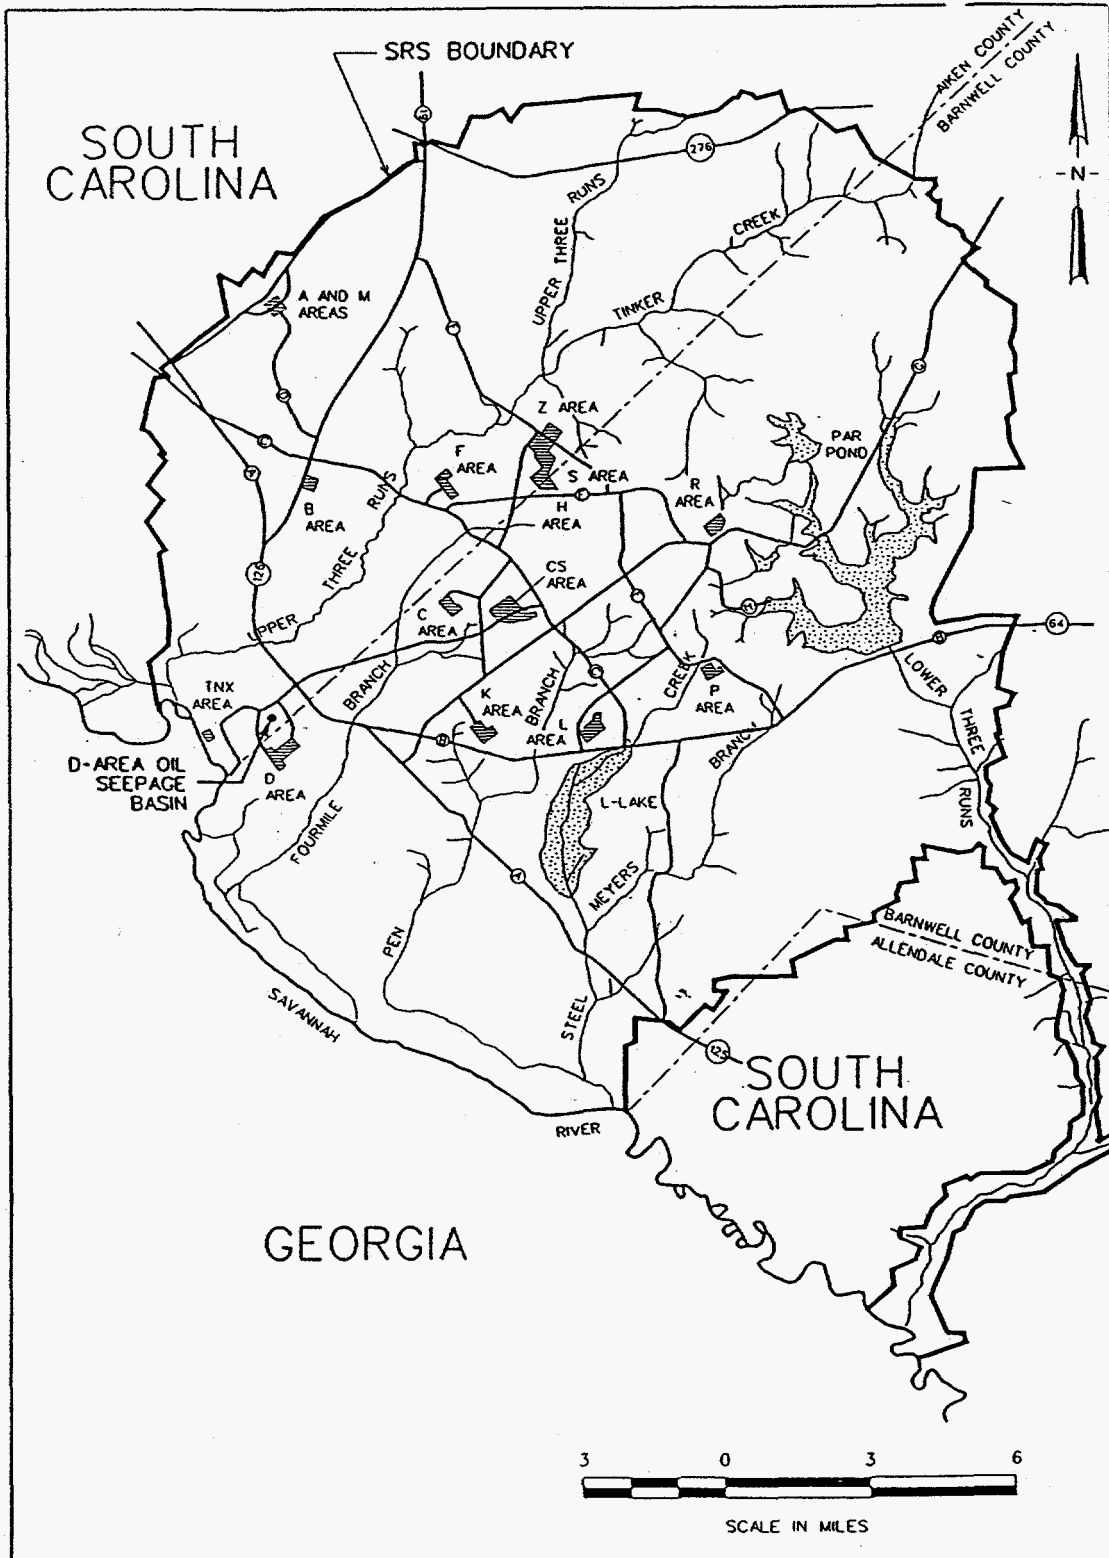 SRS BOUNDARY
AIKEN COUNTY
BARNWELL COUNTY
SOUTH
CAROLINA
276
-N-
UPPER THREE RUNS
TINKER CREEK
A AND M
AREAS
Z AREA
PAR
POND
F
AREA
S AREA
R
AREA
B
AREA
H
AREA
UPPER THREE RUNS
CS
AREA
C
AREA
64
TNX
AREA
BRANCH
K
AREA
BRANCH
CREEK
L
AREA
P
AREA
LOWER
THREE
RUNS
D-AREA OIL
SEEPAGE
BASIN
D
AREA
L-LAKE
BRANCH
FOURMILE
MEYERS
PEN
BARNWELL COUNTY
ALLENDALE COUNTY
SAVANNAH
STEEL
125
SOUTH
CAROLINA
RIVER
GEORGIA
3 0 3 6
SCALE IN MILES